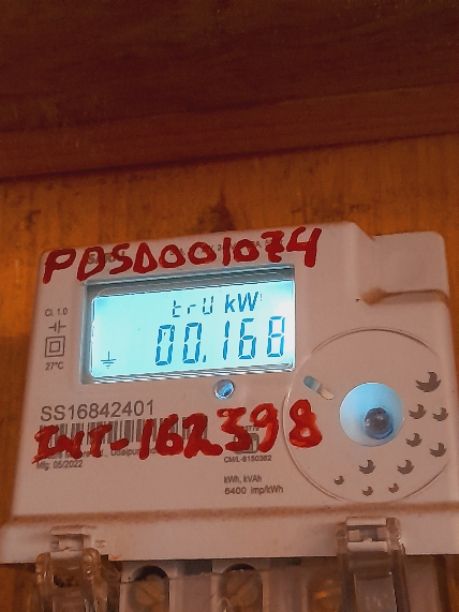 PDSD001074
trU kW
00.168
Cl. 1.0
27°C
SS16842401
INT-162398
Mfg: 05/2022
CM/L-8150362
kWh, kVAh
6400 imp/kWh